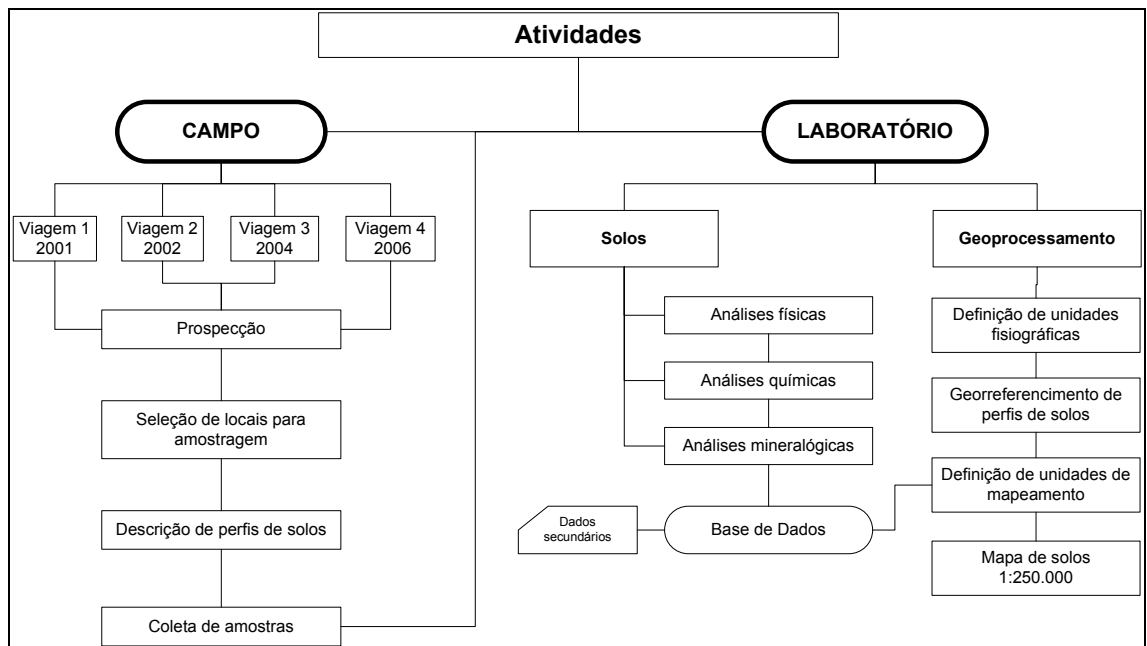 Atividades
CAMPO
LABORATÓRIO
Viagem 1
2001
Viagem 2
2002
Viagem 3
2004
Viagem 4
2006
Prospecção
Seleção de locais para
amostragem
Descrição de perfis de solos
Coleta de amostras
Solos
Análises físicas
Análises químicas
Análises mineralógicas
Dados
secundários
Base de Dados
Geoprocessamento
Definição de unidades
fisiográficas
Georreferencimento de
perfis de solos
Definição de unidades de
mapeamento
Mapa de solos
1:250.000